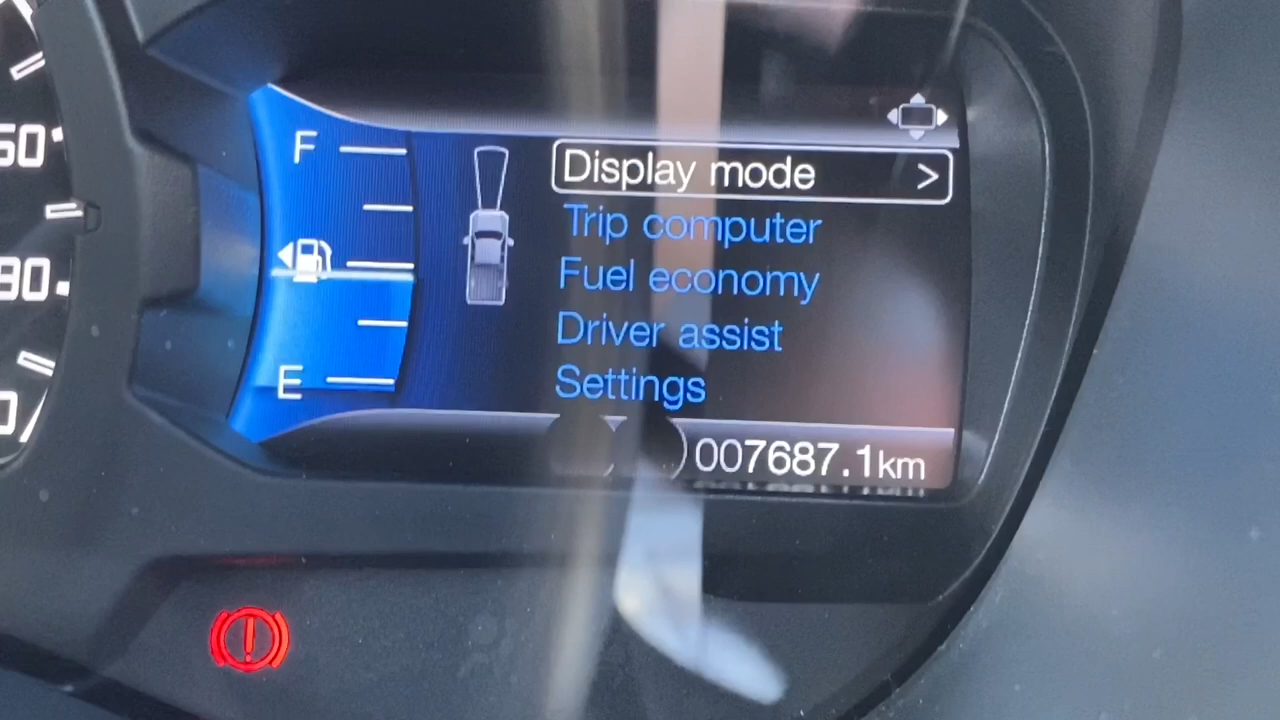 F
Display mode >
Trip computer
Fuel economy
Driver assist
E
Settings
007687.1km